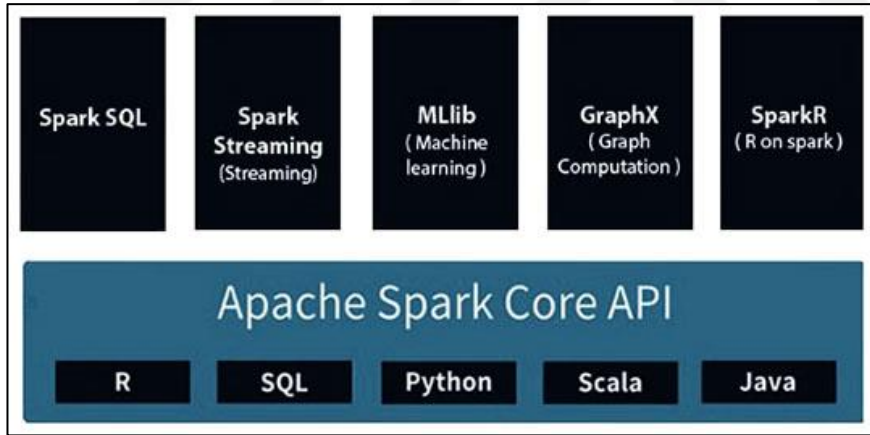 Spark SQL
Spark
Streaming
(Streaming)
MLlib
( Machine
learning )
GraphX
( Graph
Computation )
SparkR
( R on spark )
Apache Spark Core API
R
SQL
Python
Scala
Java